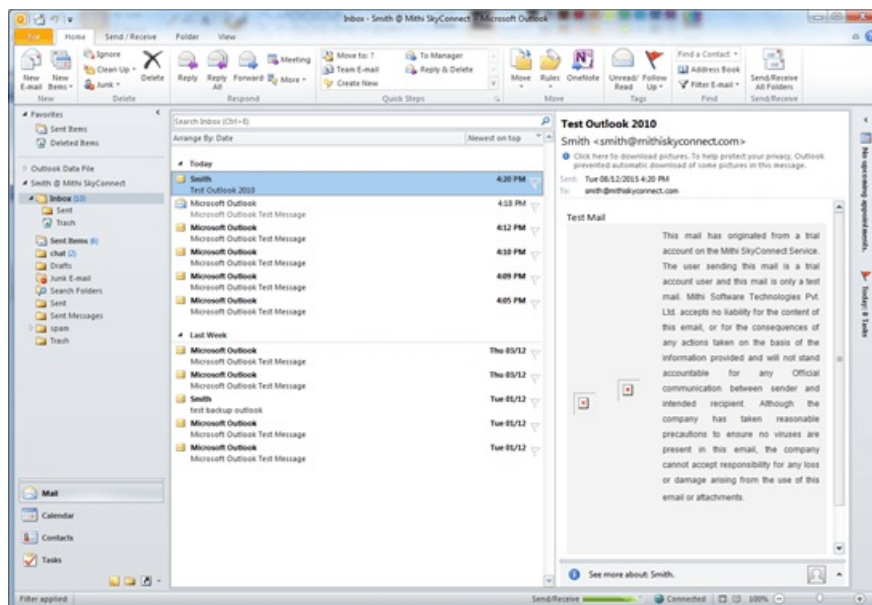 Inbox - Smith @ Mithi SkyConnect - Microsoft Outlook
File Home Send / Receive Folder View
New E-mail
New Items
Ignore
Clean Up
Junk
Delete
Reply
Reply All
Forward
Meeting
More
Move to: ?
Team E-mail
Create New
To Manager
Reply & Delete
Move
Rules
OneNote
Unread/ Read
Follow Up
Find a Contact
Address Book
Filter E-mail
Send/Receive All Folders
New Delete Respond Quick Steps Move Tags Find Send/Receive
Favorites
Sent Items
Deleted Items
Outlook Data File
Smith @ Mithi SkyConnect
Inbox (10)
Sent
Trash
Sent Items (6)
chat (2)
Drafts
Junk E-mail
Search Folders
Sent
Sent Messages
spam
Trash
Mail
Calendar
Contacts
Tasks
Search Inbox (Ctrl+E)
Arrange By: Date Newest on top
Today
Smith 4:20 PM
Test Outlook 2010
Microsoft Outlook 4:18 PM
Microsoft Outlook Test Message
Microsoft Outlook 4:12 PM
Microsoft Outlook Test Message
Microsoft Outlook 4:10 PM
Microsoft Outlook Test Message
Microsoft Outlook 4:09 PM
Microsoft Outlook Test Message
Microsoft Outlook 4:05 PM
Microsoft Outlook Test Message
Last Week
Microsoft Outlook Thu 03/12
Microsoft Outlook Test Message
Microsoft Outlook Thu 03/12
Microsoft Outlook Test Message
Smith Tue 01/12
test backup outlook
Microsoft Outlook Tue 01/12
Microsoft Outlook Test Message
Microsoft Outlook Tue 01/12
Microsoft Outlook Test Message
Test Outlook 2010
Smith <smith@mithiskyconnect.com>
Click here to download pictures. To help protect your privacy, Outlook
prevented automatic download of some pictures in this message.
Sent: Tue 08/12/2015 4:20 PM
To: smith@mithiskyconnect.com
Test Mail
This mail has originated from a trial
account on the Mithi SkyConnect Service.
The user sending this mail is a trial
account user and this mail is only a test
mail. Mithi Software Technologies Pvt.
Ltd. accepts no liability for the content of
this email, or for the consequences of
any actions taken on the basis of the
information provided and will not stand
accountable for any Official
communication between sender and
intended recipient. Although the
company has taken reasonable
precautions to ensure no viruses are
present in this email, the company
cannot accept responsibility for any loss
or damage arising from the use of this
email or attachments.
See more about: Smith.
No upcoming appointments.
Today: 0 Tasks
Filter applied
Send/Receive
Connected
100%